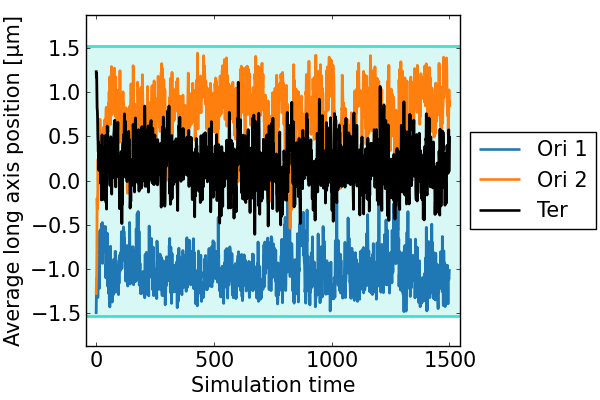 Average long axis position [µm]
1.5
1.0
0.5
0.0
−0.5
−1.0
−1.5
0
500
1000
1500
Simulation time
Ori 1
Ori 2
Ter